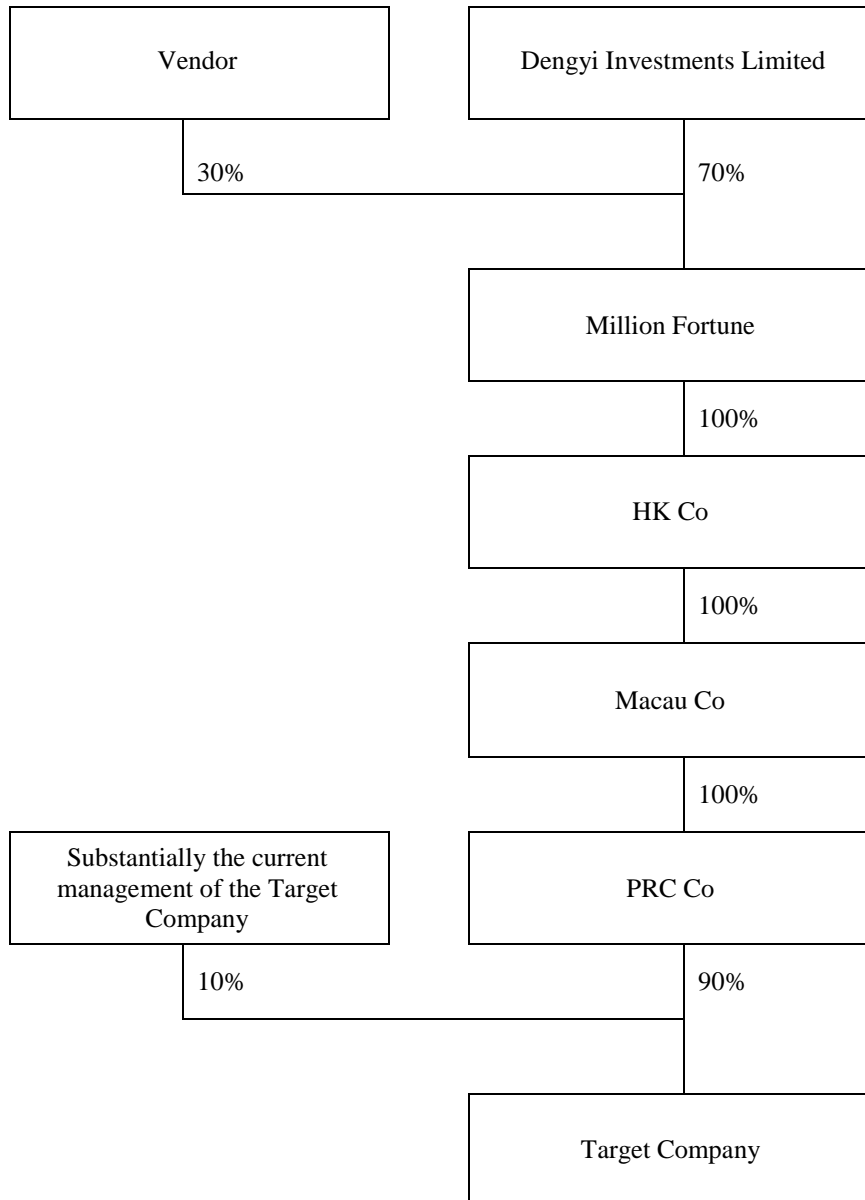 Vendor
Dengyi Investments Limited
30%
70%
Million Fortune
100%
HK Co
100%
Macau Co
100%
Substantially the current
management of the Target
Company
PRC Co
10%
90%
Target Company